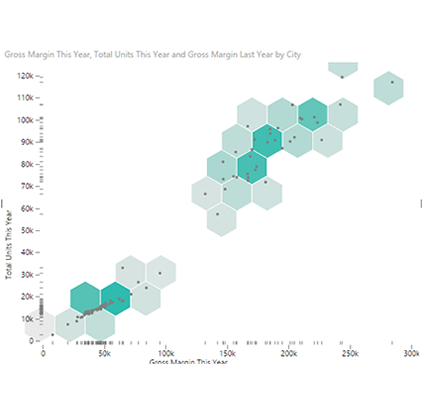 Gross Margin This Year, Total Units This Year and Gross Margin Last Year by City
120k
110k
100k
90k
80k
70k
60k
50k
40k
30k
20k
10k
0k
Total Units This Year
0k
50k
100k
150k
200k
250k
300k
Gross Margin This Year